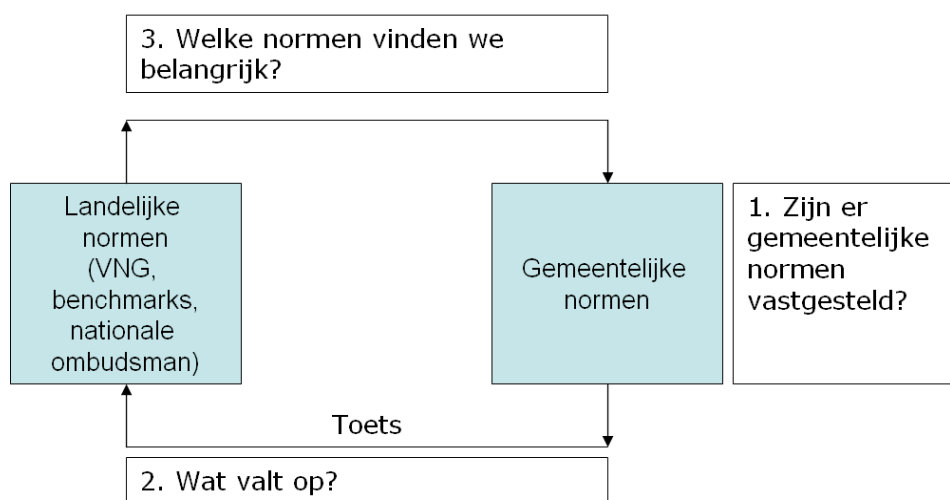 3. Welke normen vinden we
belangrijk?
Landelijke
normen
(VNG,
benchmarks,
nationale
ombudsman)
Gemeentelijke
normen
1. Zijn er
gemeentelijke
normen
vastgesteld?
Toets
2. Wat valt op?